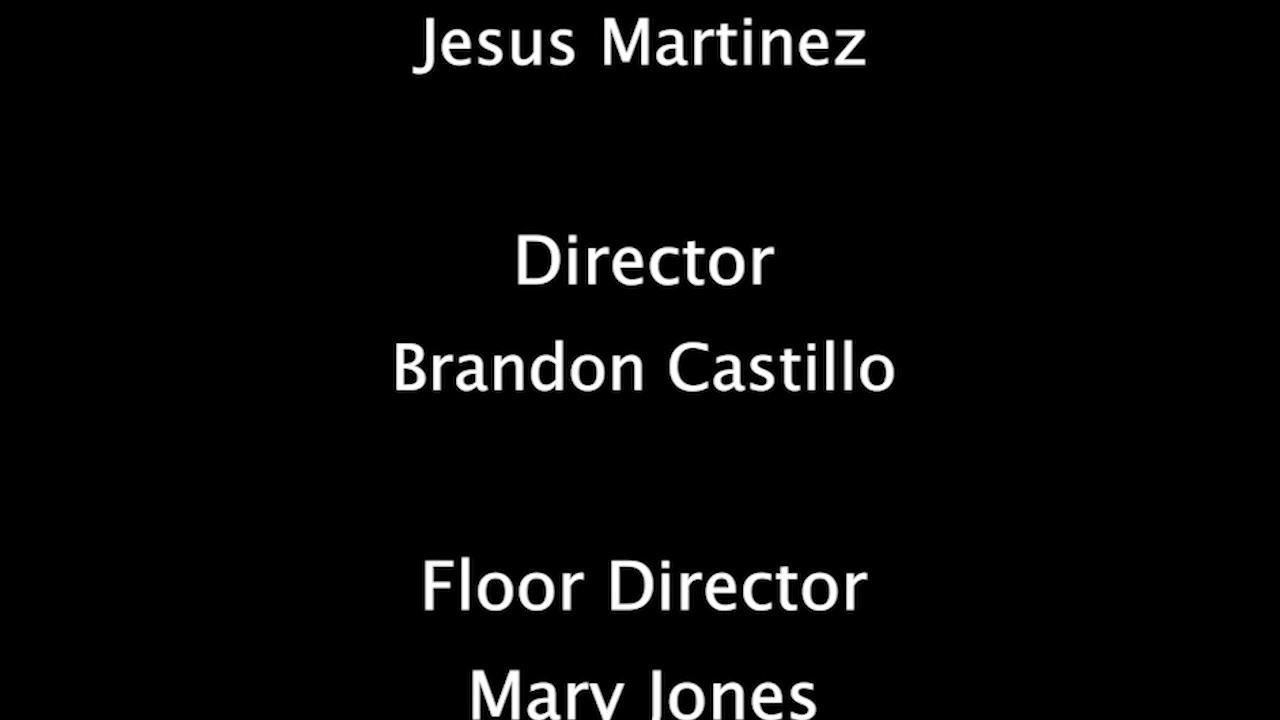 Jesus Martinez
Director
Brandon Castillo
Floor Director
Mary Jones